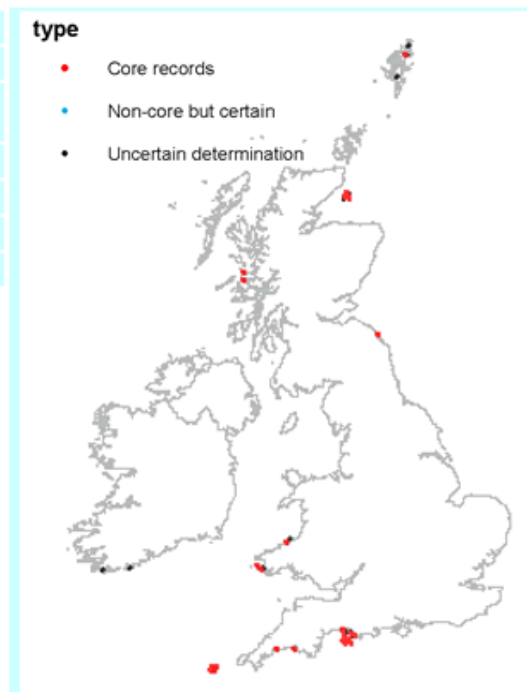 type
Core records
Non-core but certain
Uncertain determination